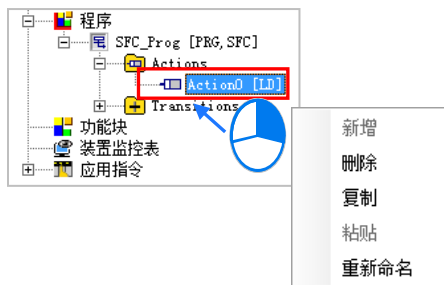 程序
SFC_Prog [PRG,SFC]
Actions
Action0 [LD]
Transitions
功能块
装置监控表
应用指令
新增
删除
复制
粘贴
重新命名